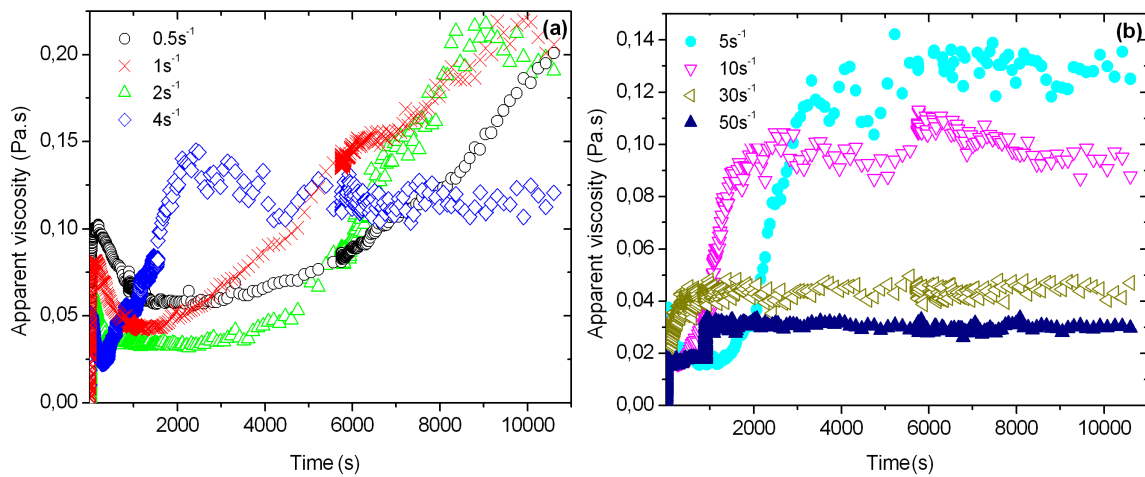 (a)
0.5s⁻¹
1s⁻¹
2s⁻¹
4s⁻¹
0,20
0,15
0,10
0,05
0,00
Apparent viscosity (Pa.s)
2000 4000 6000 8000 10000
Time (s)
(b)
5s⁻¹
10s⁻¹
30s⁻¹
50s⁻¹
0,14
0,12
0,10
0,08
0,06
0,04
0,02
0,00
Apparent viscosity (Pa.s)
2000 4000 6000 8000 10000
Time(s)